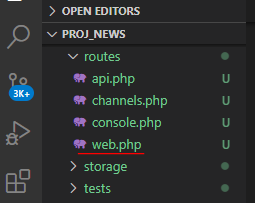 OPEN EDITORS
PROJ_NEWS
routes
api.php U
channels.php U
3K+
console.php U
web.php U
storage
tests